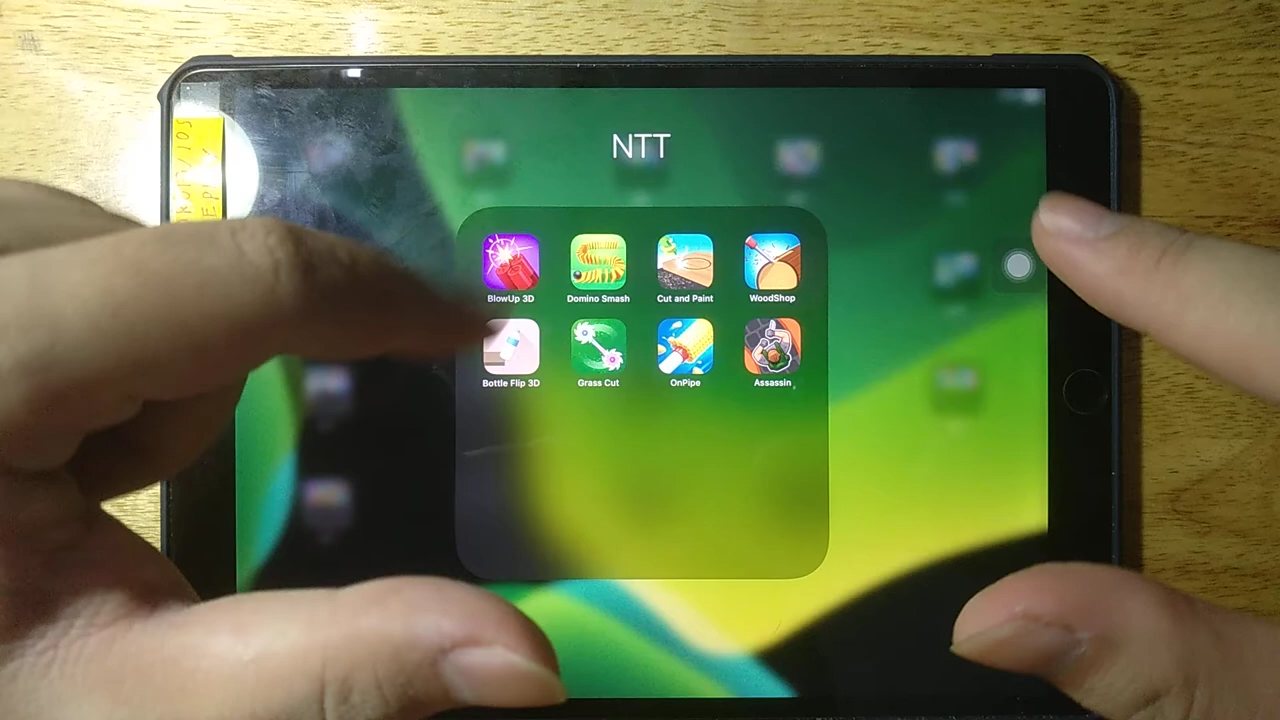 NTT
BlowUp 3D
Domino Smash
Cut and Paint
WoodShop
Bottle Flip 3D
Grass Cut
OnPipe
Assassin